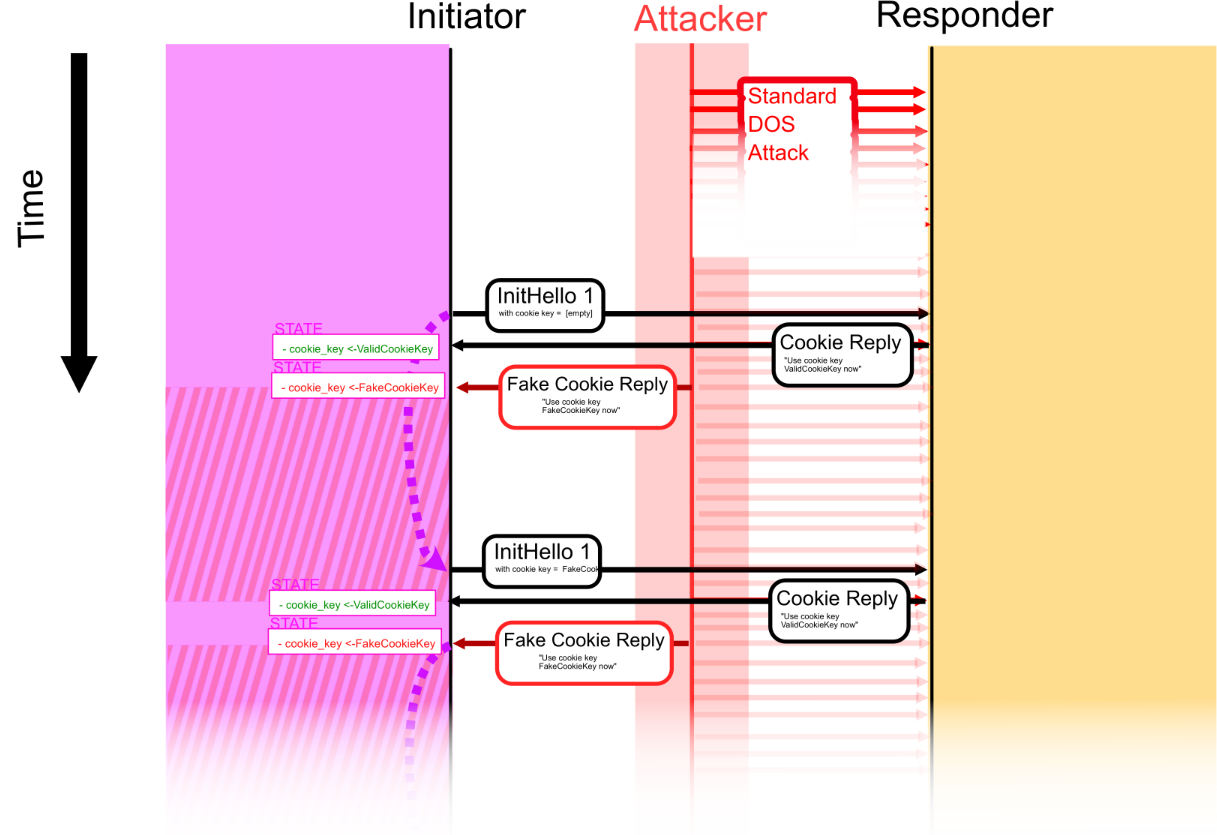 Initiator
Attacker
Responder
Time
Standard
DOS
Attack
InitHello 1
with cookie key = [empty]
STATE
- cookie_key <-ValidCookieKey
Cookie Reply
"Use cookie key
ValidCookieKey now"
STATE
- cookie_key <-FakeCookieKey
Fake Cookie Reply
"Use cookie key
FakeCookieKey now"
InitHello 1
with cookie key = FakeCook
STATE
- cookie_key <-ValidCookieKey
Cookie Reply
"Use cookie key
ValidCookieKey now"
STATE
- cookie_key <-FakeCookieKey
Fake Cookie Reply
"Use cookie key
FakeCookieKey now"